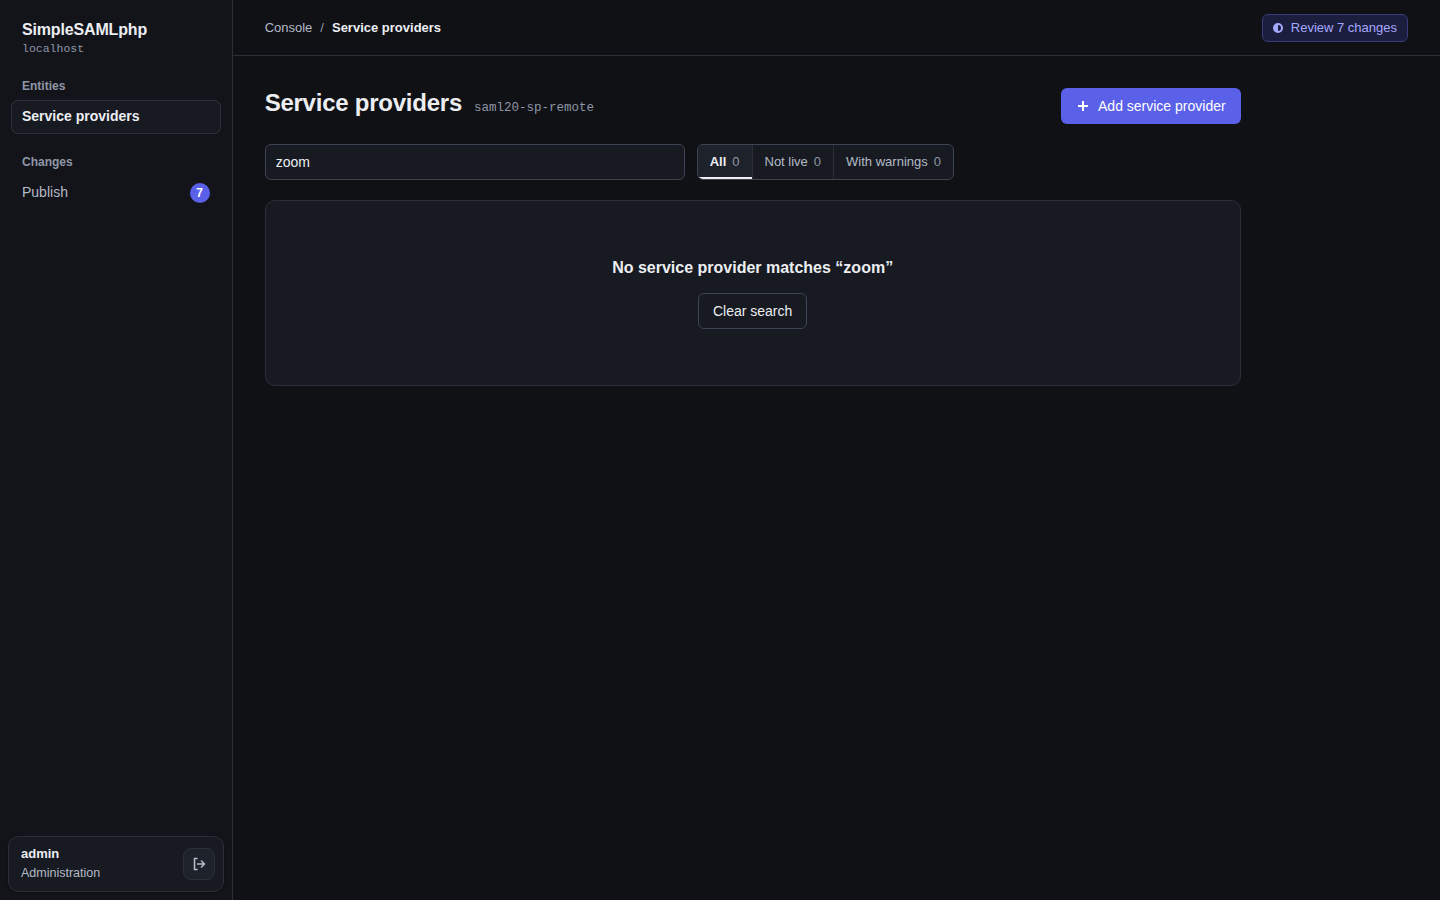 SimpleSAMLphp
localhost
Entities
Service providers
Changes
Publish 7
admin
Administration
Console / Service providers
Review 7 changes
Service providers saml20-sp-remote
Add service provider
zoom
All 0 Not live 0 With warnings 0
No service provider matches “zoom”
Clear search